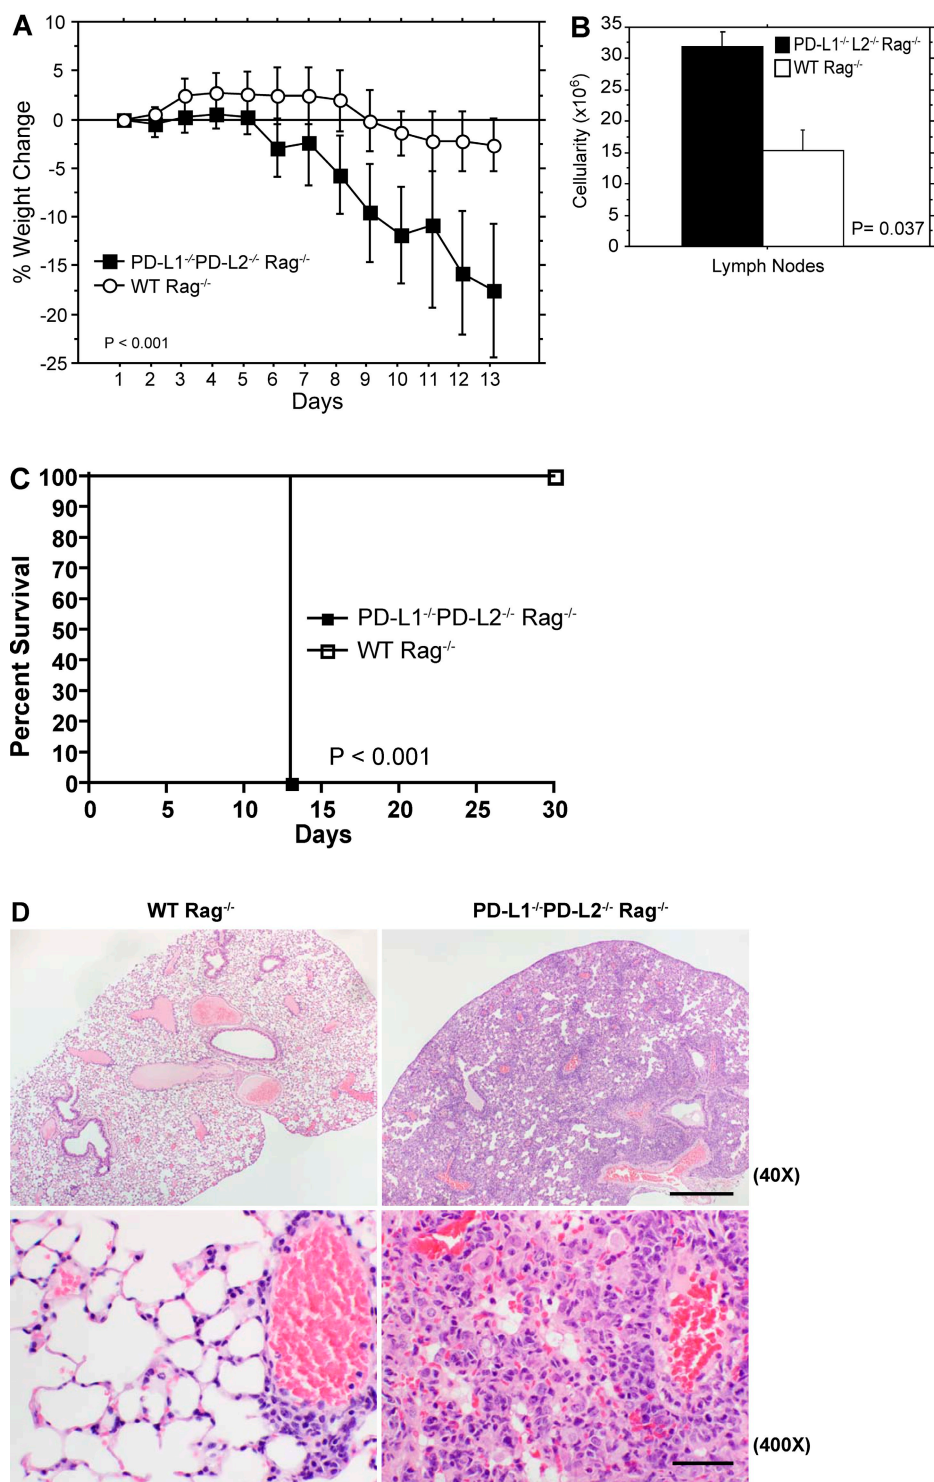 A
10
5
0
-5
-10
-15
-20
-25
% Weight Change
PD-L1⁻/⁻PD-L2⁻/⁻ Rag⁻/⁻
WT Rag⁻/⁻
P < 0.001
1 2 3 4 5 6 7 8 9 10 11 12 13
Days
B
35
30
25
20
15
10
5
0
Cellularity (x10⁶)
PD-L1⁻/⁻ L2⁻/⁻ Rag⁻/⁻
WT Rag⁻/⁻
P= 0.037
Lymph Nodes
C
100
90
80
70
60
50
40
30
20
10
0
Percent Survival
PD-L1⁻/⁻PD-L2⁻/⁻ Rag⁻/⁻
WT Rag⁻/⁻
P < 0.001
0 5 10 15 20 25 30
Days
D
WT Rag⁻/⁻
PD-L1⁻/⁻PD-L2⁻/⁻ Rag⁻/⁻
(40X)
(400X)